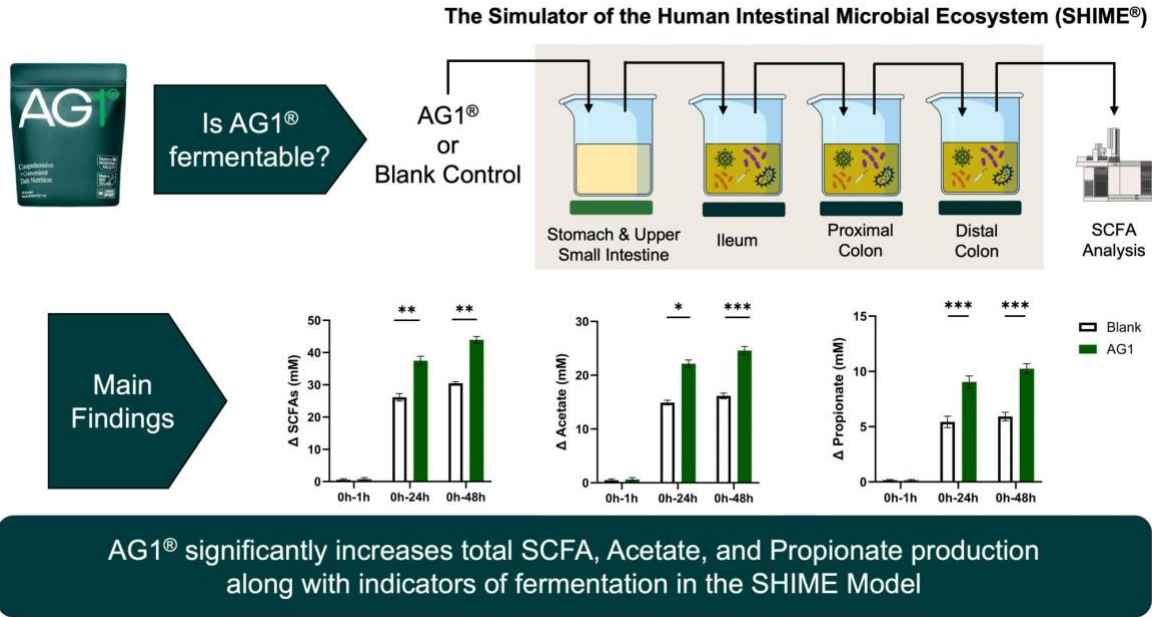 The Simulator of the Human Intestinal Microbial Ecosystem (SHIME®)
AG1®
Comprehensive
+ Convenient
Daily Nutrition
Is AG1®
fermentable?
AG1®
or
Blank Control
Stomach & Upper
Small Intestine
Ileum
Proximal
Colon
Distal
Colon
SCFA
Analysis
Main
Findings
Δ SCFAs (mM)
50
40
30
20
10
0
** **
0h-1h 0h-24h 0h-48h
Δ Acetate (mM)
30
20
10
0
* ***
0h-1h 0h-24h 0h-48h
Δ Propionate (mM)
15
10
5
0
*** ***
0h-1h 0h-24h 0h-48h
Blank
AG1
AG1® significantly increases total SCFA, Acetate, and Propionate production
along with indicators of fermentation in the SHIME Model